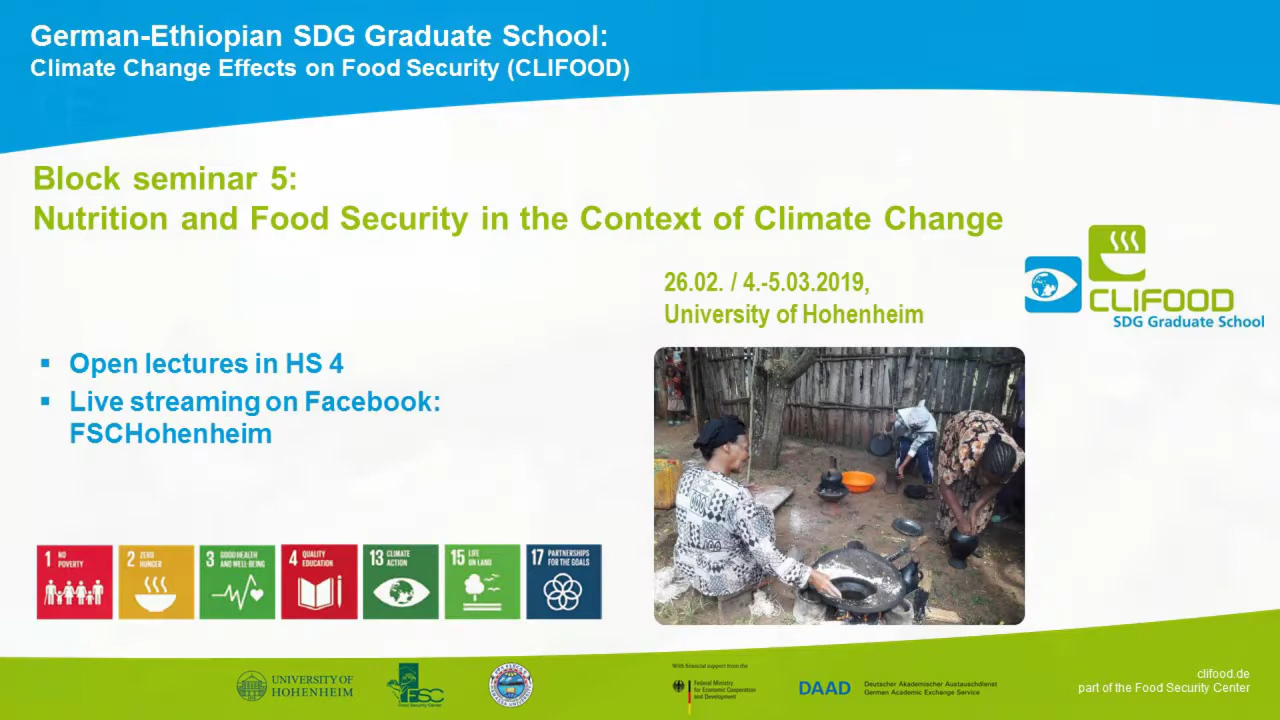 German-Ethiopian SDG Graduate School:
Climate Change Effects on Food Security (CLIFOOD)
Block seminar 5:
Nutrition and Food Security in the Context of Climate Change
26.02. / 4.-5.03.2019,
University of Hohenheim
CLIFOOD
SDG Graduate School
▪ Open lectures in HS 4
▪ Live streaming on Facebook:
FSCHohenheim
1 NO
POVERTY
2 ZERO
HUNGER
3 GOOD HEALTH
AND WELL-BEING
4 QUALITY
EDUCATION
13 CLIMATE
ACTION
15 LIFE
ON LAND
17 PARTNERSHIPS
FOR THE GOALS
UNIVERSITY OF
HOHENHEIM
FSC
Food Security Center
With financial support from the
Federal Ministry
for Economic Cooperation
and Development
DAAD
Deutscher Akademischer Austauschdienst
German Academic Exchange Service
clifood.de
part of the Food Security Center